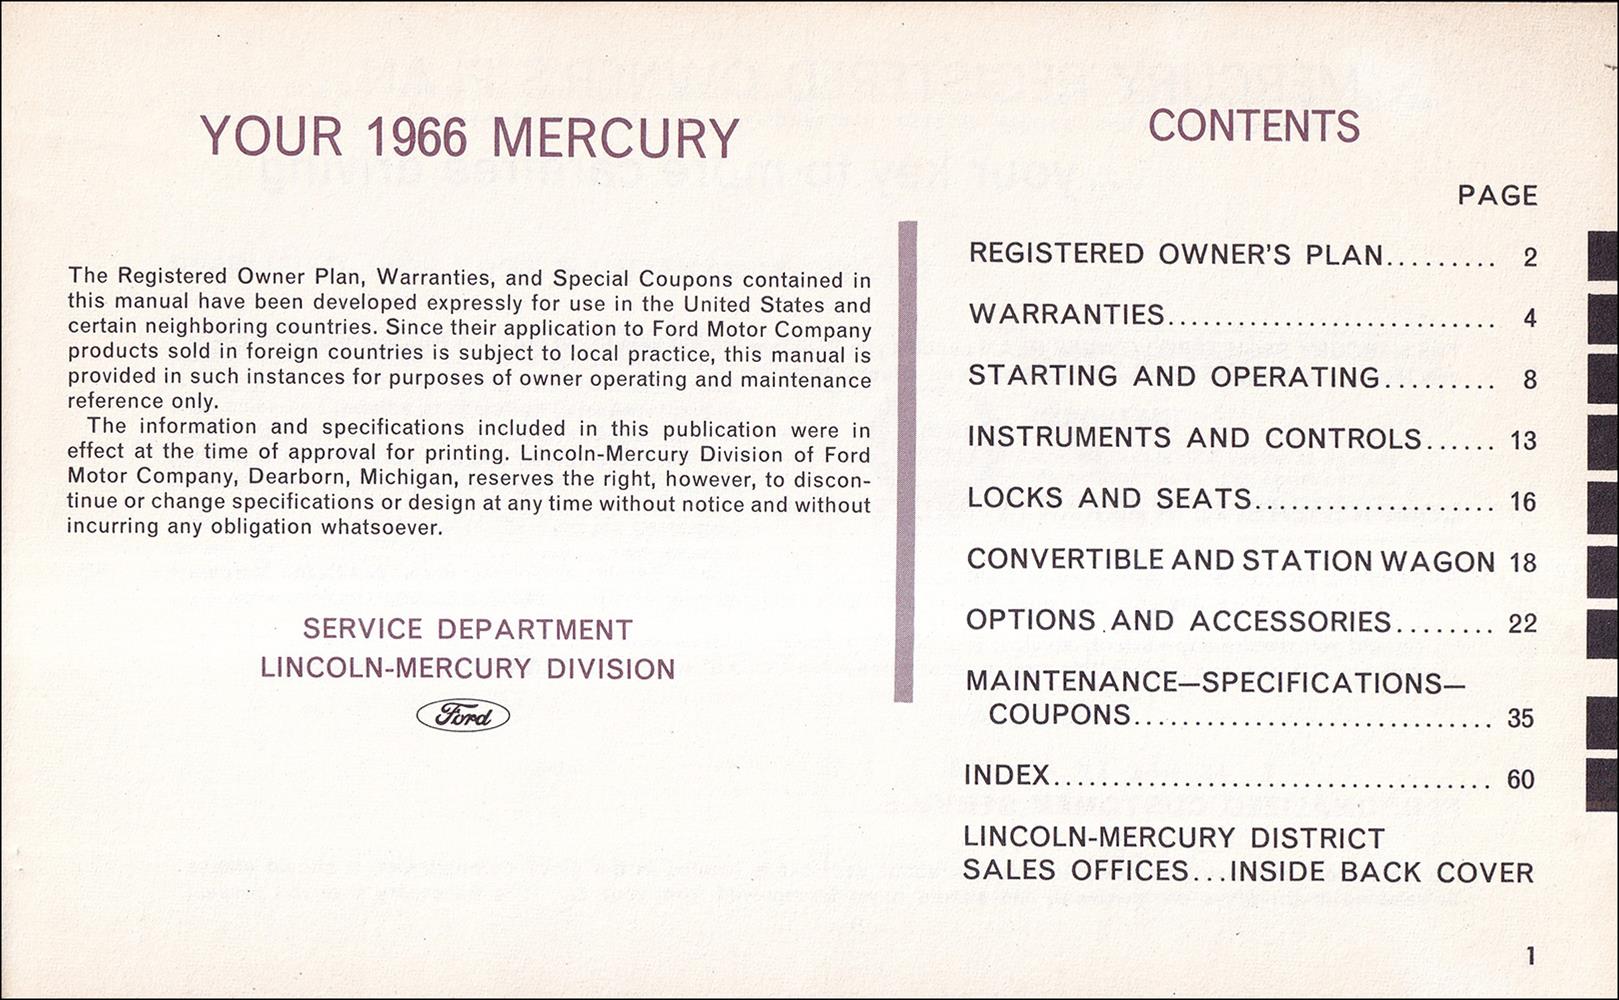 YOUR 1966 MERCURY
The Registered Owner Plan, Warranties, and Special Coupons contained in
this manual have been developed expressly for use in the United States and
certain neighboring countries. Since their application to Ford Motor Company
products sold in foreign countries is subject to local practice, this manual is
provided in such instances for purposes of owner operating and maintenance
reference only.
The information and specifications included in this publication were in
effect at the time of approval for printing. Lincoln-Mercury Division of Ford
Motor Company, Dearborn, Michigan, reserves the right, however, to discon-
tinue or change specifications or design at any time without notice and without
incurring any obligation whatsoever.
SERVICE DEPARTMENT
LINCOLN-MERCURY DIVISION
Ford
CONTENTS
PAGE
REGISTERED OWNER'S PLAN......... 2
WARRANTIES............................ 4
STARTING AND OPERATING......... 8
INSTRUMENTS AND CONTROLS...... 13
LOCKS AND SEATS..................... 16
CONVERTIBLE AND STATION WAGON 18
OPTIONS AND ACCESSORIES........ 22
MAINTENANCE—SPECIFICATIONS—
COUPONS............................... 35
INDEX...................................... 60
LINCOLN-MERCURY DISTRICT
SALES OFFICES...INSIDE BACK COVER
1